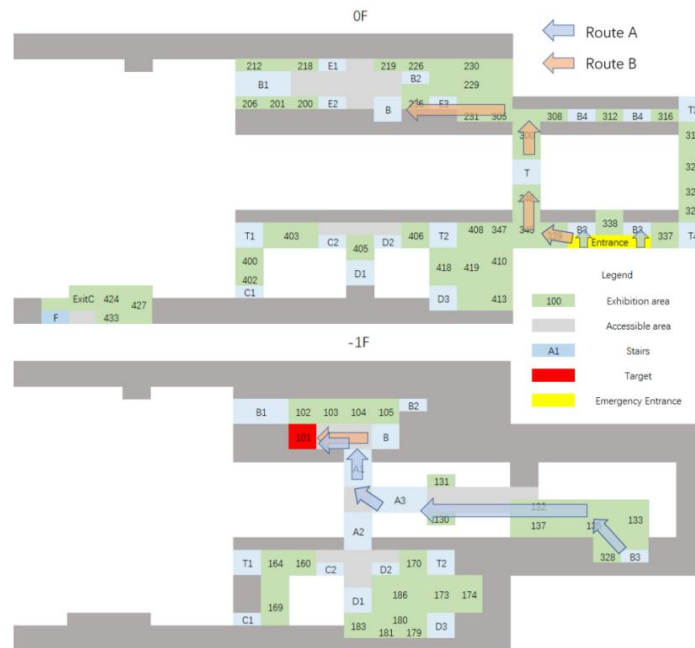 0F
Route A
Route B
212 218 E1 219 226 230
B1 B2 229
206 201 200 E2 B 236 E3
231 305 300 308 B4 312 B4 316 T3
T
T1 403 C2 D2 406 T2 408 347 348 339 B3 338 B3 337 T4
Entrance
400 405 418 419 410
402 D1
C1 D3 413
ExitC 424 427
F 433
Legend
100 Exhibition area
Accessible area
A1 Stairs
Target
Emergency Entrance
-1F
B1 102 103 104 105 B2
101 B
A1
131
A3 132 133
130 137
A2
328 B3
T1 164 160 C2 D2 170 T2
169 D1 186 173 174
C1 183 180 D3
181 179